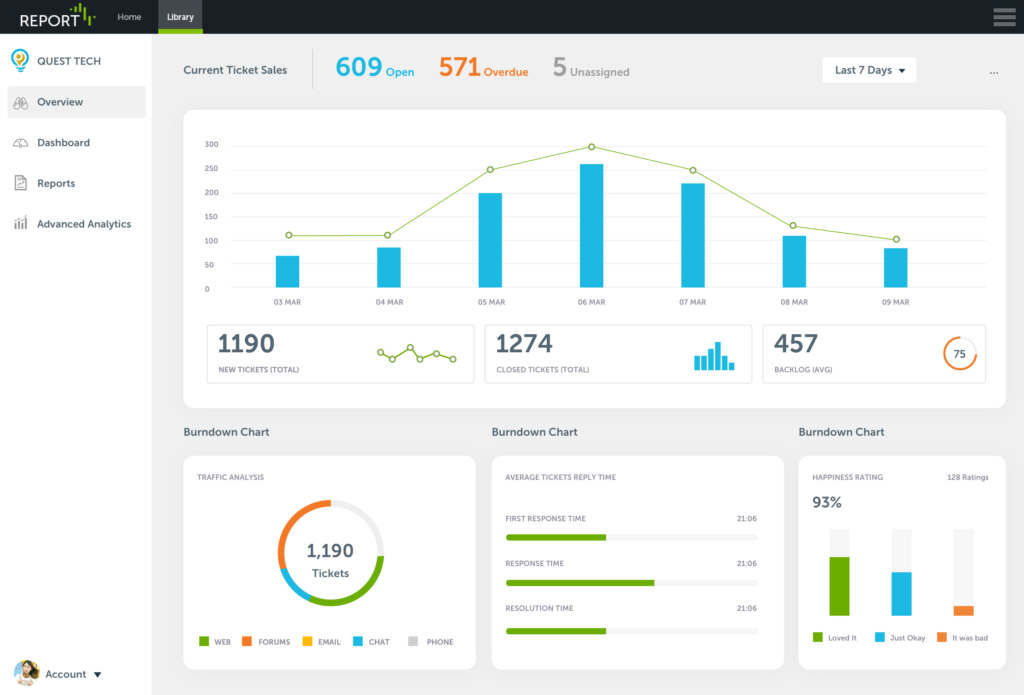 REPORT
Home
Library
QUEST TECH
Overview
Dashboard
Reports
Advanced Analytics
Account
Current Ticket Sales
609 Open
571 Overdue
5 Unassigned
Last 7 Days
...
300
250
200
150
100
50
0
03 MAR
04 MAR
05 MAR
06 MAR
07 MAR
08 MAR
09 MAR
1190
NEW TICKETS (TOTAL)
1274
CLOSED TICKETS (TOTAL)
457
BACKLOG (AVG)
75
Burndown Chart
TRAFFIC ANALYSIS
1,190
Tickets
WEB
FORUMS
EMAIL
CHAT
PHONE
Burndown Chart
AVERAGE TICKETS REPLY TIME
FIRST RESPONSE TIME 21:06
RESPONSE TIME 21:06
RESOLUTION TIME 21:06
Burndown Chart
HAPPINESS RATING 128 Ratings
93%
Loved It
Just Okay
It was bad